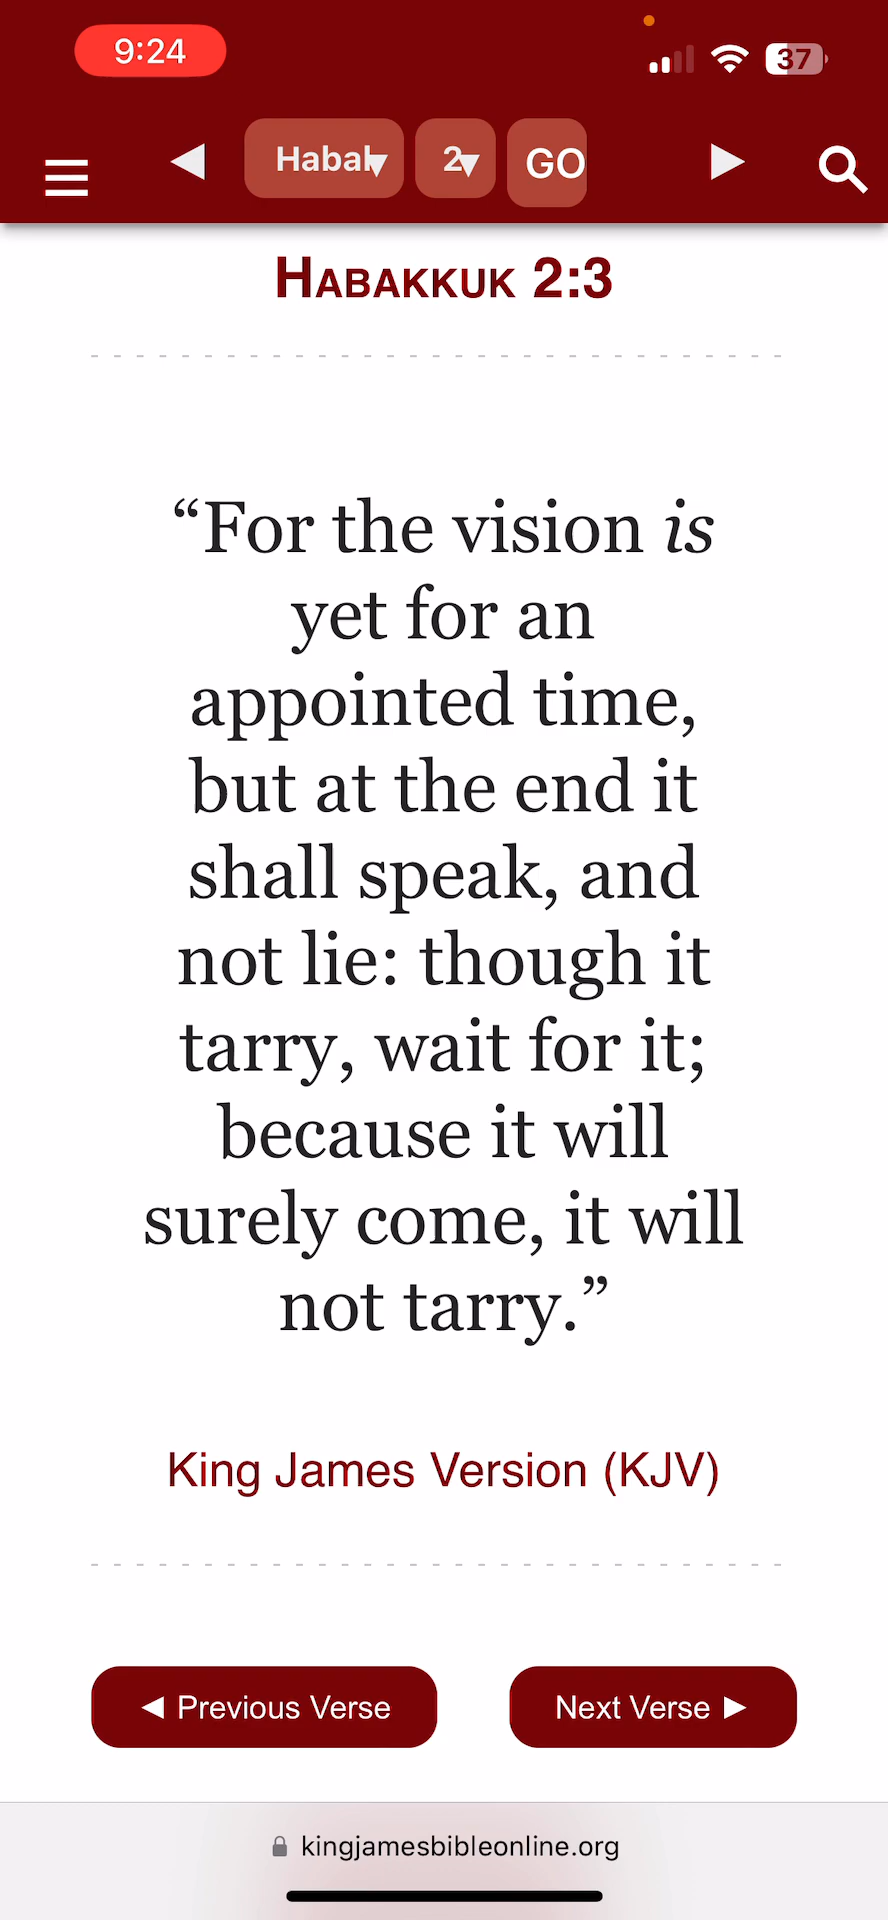 9:24
37
Habak
2
GO
Habakkuk 2:3
“For the vision is
yet for an
appointed time,
but at the end it
shall speak, and
not lie: though it
tarry, wait for it;
because it will
surely come, it will
not tarry.”
King James Version (KJV)
◀ Previous Verse
Next Verse ▶
kingjamesbibleonline.org